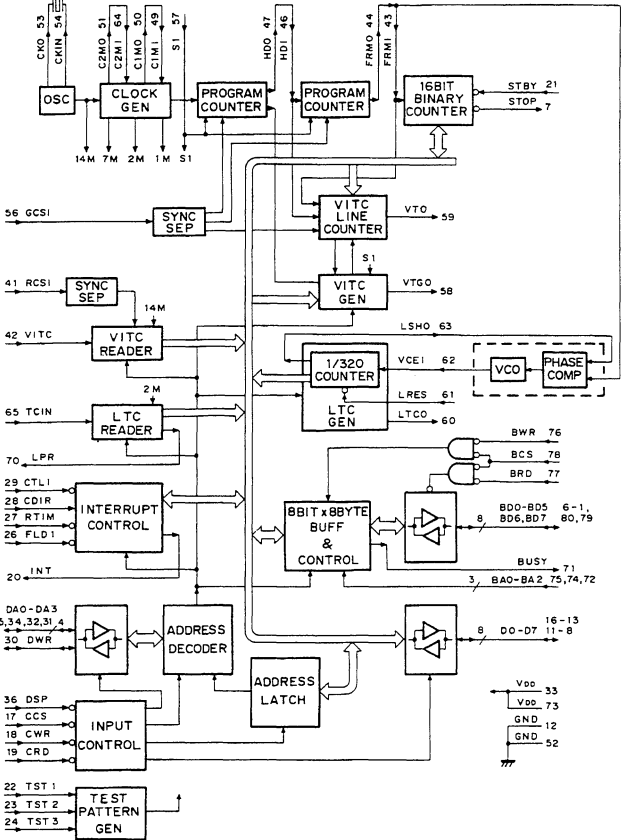 CKO 53
CKIN 54
C2MO 51
C2MI 64
C1MO 50
C1MI 49
S1 57
HDO 47
HDI 46
FRMO 44
FRMI 43
OSC
CLOCK GEN
PROGRAM COUNTER
PROGRAM COUNTER
16BIT BINARY COUNTER
STBY 21
STOP 7
14M 7M 2M 1M S1
56 GCSI
SYNC SEP
VITC LINE COUNTER
VTO 59
S1
41 RCSI
SYNC SEP
VITC GEN
VTGO 58
14M
42 VITC
VITC READER
LSHO 63
1/320 COUNTER
VCEI 62
VCO
PHASE COMP
2M
LRES 61
LTC GEN
LTCO 60
65 TCIN
LTC READER
70 LPR
BWR 76
BCS 78
BRD 77
29 CTLI
28 CDIR
27 RTIM
26 FLD1
INTERRUPT CONTROL
8BIT x 8BYTE BUFF & CONTROL
8
BDO-BD5 6-1,
BD6,BD7 80,79
BUSY 71
20 INT
3 BAO-BA2 75,74,72
DAO-DA3
5,34,32,31 4
30 DWR
ADDRESS DECODER
8 DO-D7
16-13
11-8
ADDRESS LATCH
36 DSP
17 CCS
18 CWR
19 CRD
INPUT CONTROL
VDD 33
VDD 73
GND 12
GND 52
22 TST1
23 TST2
24 TST3
TEST PATTERN GEN